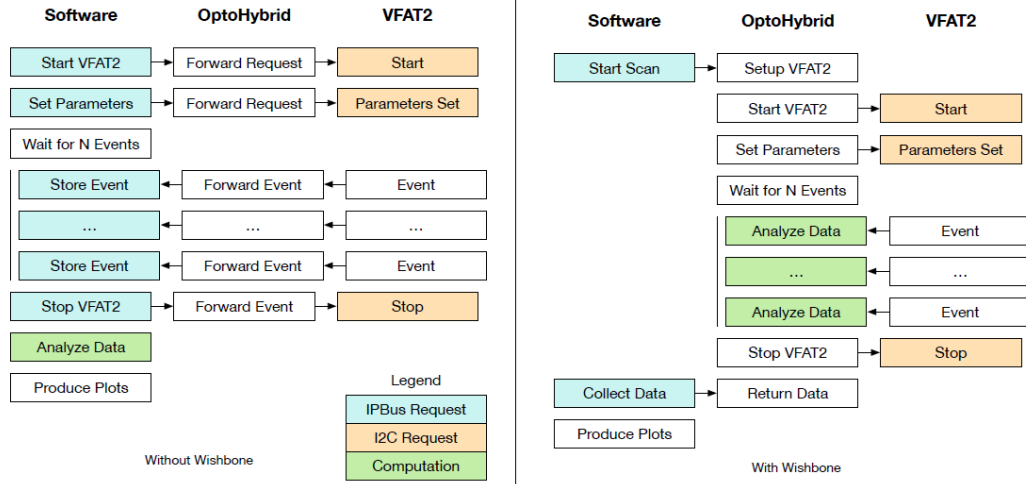 Software OptoHybrid VFAT2
Start VFAT2 Forward Request Start
Set Parameters Forward Request Parameters Set
Wait for N Events
Store Event Forward Event Event
... ... ...
Store Event Forward Event Event
Stop VFAT2 Forward Event Stop
Analyze Data
Produce Plots
Legend
IPBus Request
I2C Request
Computation
Without Wishbone
Software OptoHybrid VFAT2
Start Scan Setup VFAT2
Start VFAT2 Start
Set Parameters Parameters Set
Wait for N Events
Analyze Data Event
... ...
Analyze Data Event
Stop VFAT2 Stop
Collect Data Return Data
Produce Plots
With Wishbone